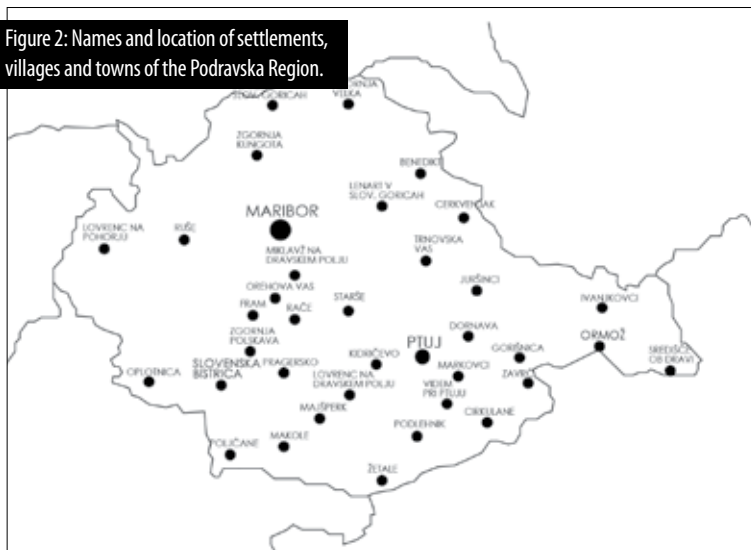 Figure 2: Names and location of settlements,
villages and towns of the Podravska Region.
SLOV. GORICAH
VELKA
ZGORNJA
KUNGOTA
BENEDIKT
LENART V
SLOV. GORICAH
CERKVENJAK
MARIBOR
LOVRENC NA
POHORJU
RUŠE
MIKLAVŽ NA
DRAVSKEM POLJU
TRNOVSKA
VAS
JURŠINCI
OREHOVA VAS
FRAM
RAČE
STARŠE
IVANJKOVCI
DORNAVA
ORMOŽ
ZGORNJA
POLSKAVA
PTUJ
GORIŠNICA
SREDIŠČE
OB DRAVI
SLOVENSKA
BISTRICA
PRAGERSKO
KIDRIČEVO
MARKOVCI
ZAVRČ
OPLOTNICA
LOVRENC NA
DRAVSKEM POLJU
VIDEM
PRI PTUJU
MAJŠPERK
PODLEHNIK
CIRKULANE
POLJČANE
MAKOLE
ŽETALE